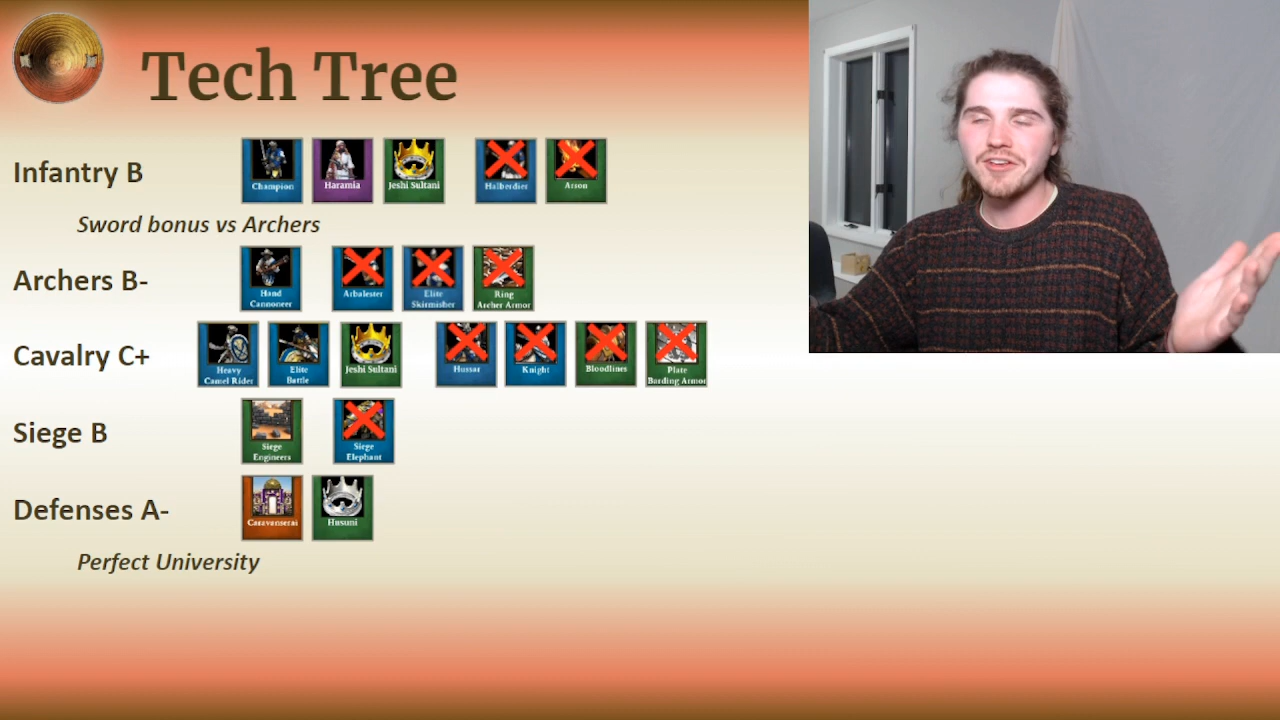 Tech Tree
Infantry B
Champion
Haramia
Jeshi Sultani
Halberdier
Arson
Sword bonus vs Archers
Archers B-
Hand Cannoneer
Arbalester
Elite Skirmisher
Ring Archer Armor
Cavalry C+
Heavy Camel Rider
Elite Battle
Jeshi Sultani
Hussar
Knight
Bloodlines
Plate Barding Armor
Siege B
Siege Engineers
Siege Elephant
Defenses A-
Caravanserai
Husuni
Perfect University